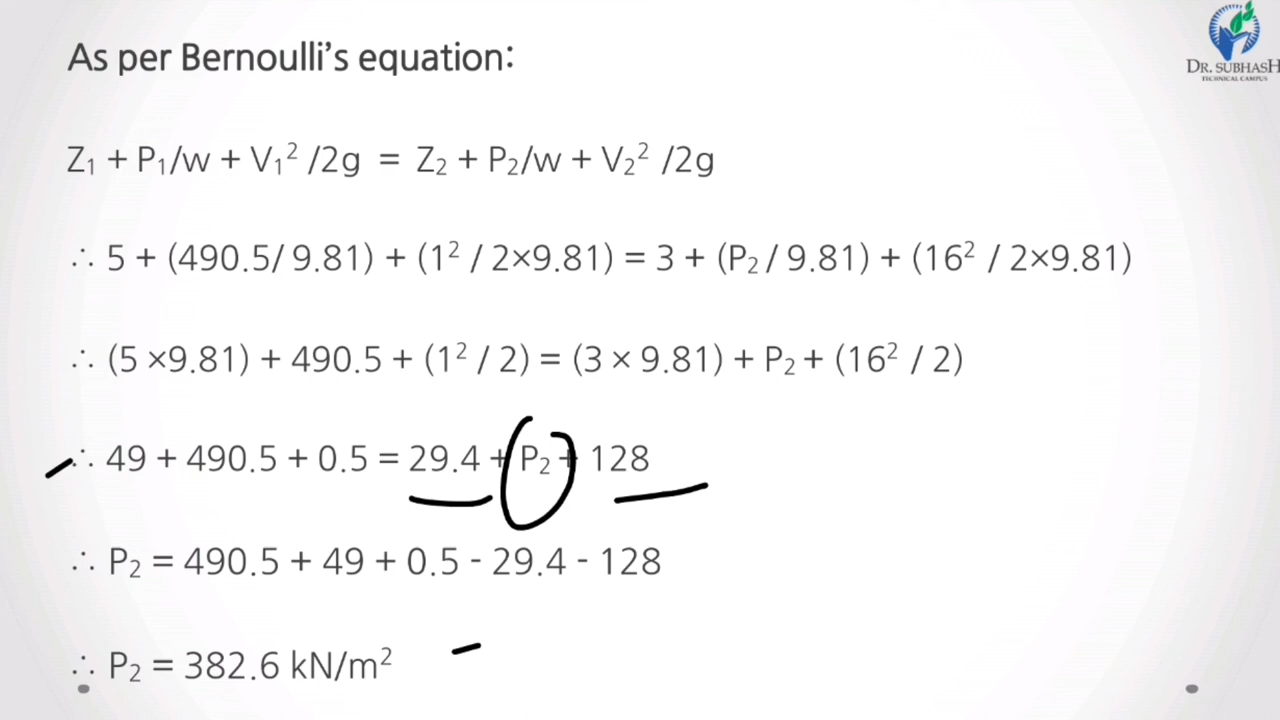 As per Bernoulli's equation:
DR. SUBHASH
TECHNICAL CAMPUS
Z₁ + P₁/w + V₁² /2g = Z₂ + P₂/w + V₂² /2g
∴ 5 + (490.5/ 9.81) + (1² / 2×9.81) = 3 + (P₂ / 9.81) + (16² / 2×9.81)
∴ (5 ×9.81) + 490.5 + (1² / 2) = (3 × 9.81) + P₂ + (16² / 2)
∴ 49 + 490.5 + 0.5 = 29.4 + P₂ + 128
∴ P₂ = 490.5 + 49 + 0.5 - 29.4 - 128
∴ P₂ = 382.6 kN/m²